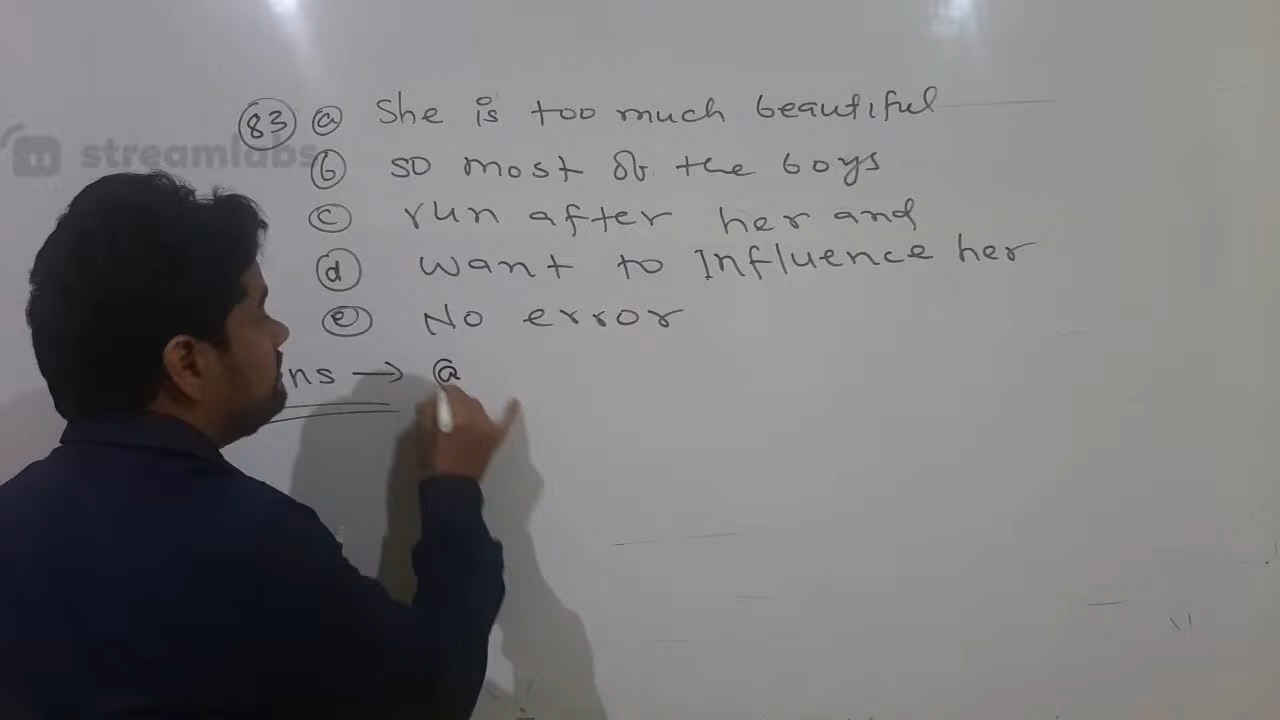 streamlabs
83 a She is too much beautiful
b so most of the boys
c run after her and
d want to Influence her
e No error
ns → a